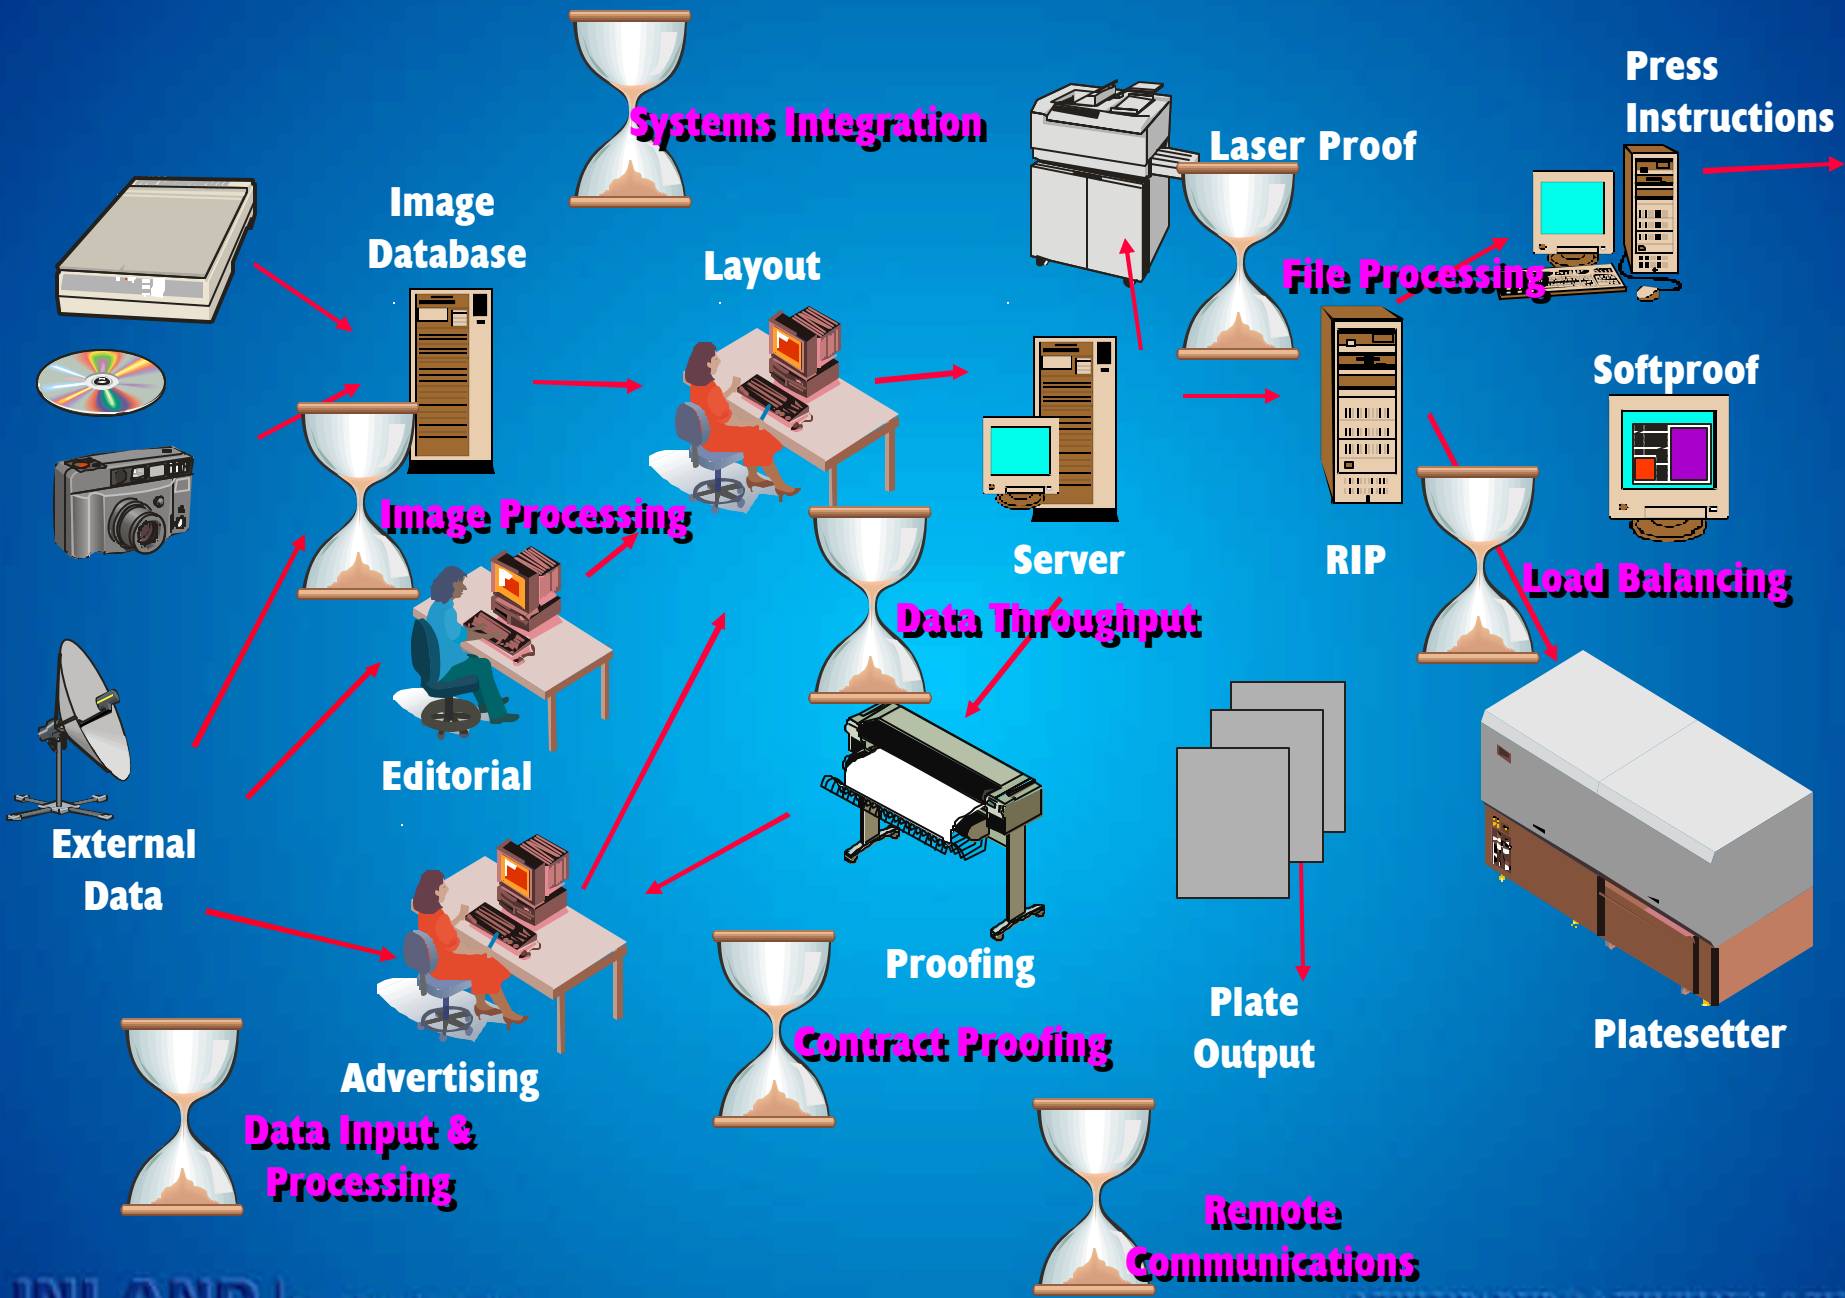 Systems Integration
Press
Instructions
Laser Proof
Image
Database
Layout
File Processing
Softproof
Image Processing
Server
RIP
Load Balancing
Data Throughput
Editorial
External
Data
Proofing
Plate
Output
Platesetter
Contract Proofing
Advertising
Data Input &
Processing
Remote
Communications
INLAND